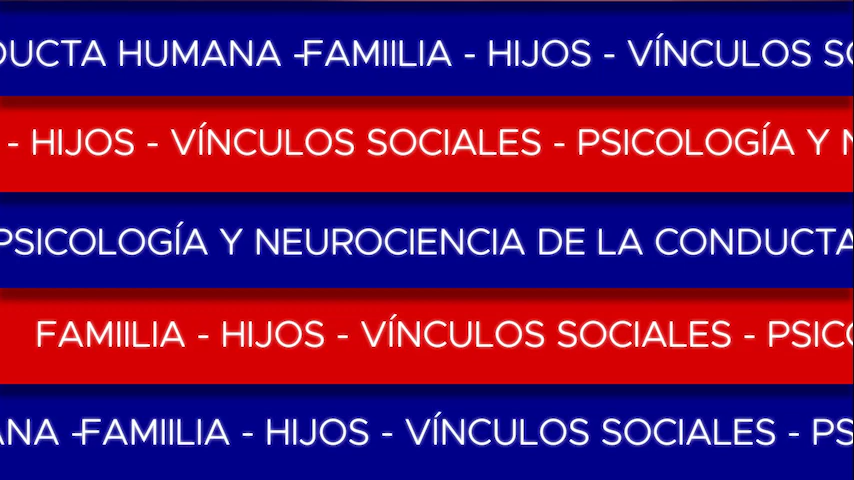 DUCTA HUMANA -FAMIILIA - HIJOS - VÍNCULOS SO
- HIJOS - VÍNCULOS SOCIALES - PSICOLOGÍA Y N
PSICOLOGÍA Y NEUROCIENCIA DE LA CONDUCTA
FAMIILIA - HIJOS - VÍNCULOS SOCIALES - PSICO
ANA -FAMIILIA - HIJOS - VÍNCULOS SOCIALES - PS